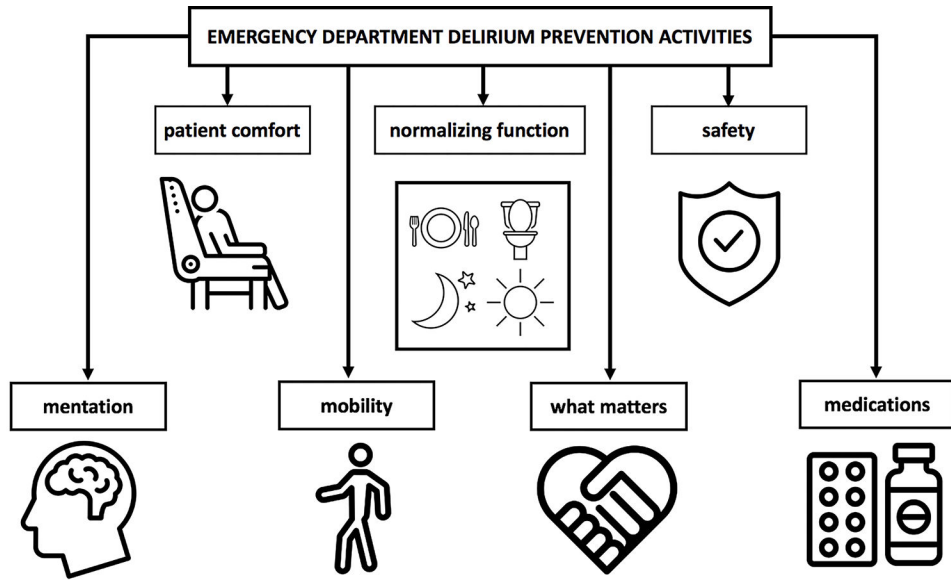 EMERGENCY DEPARTMENT DELIRIUM PREVENTION ACTIVITIES
patient comfort
normalizing function
safety
mentation
mobility
what matters
medications